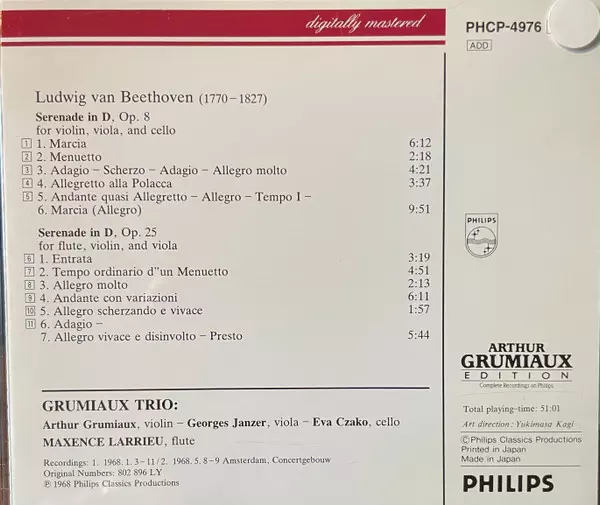 digitally mastered
PHCP-4976
ADD
Ludwig van Beethoven (1770–1827)
Serenade in D, Op. 8
for violin, viola, and cello
1 1. Marcia 6:12
2 2. Menuetto 2:18
3 3. Adagio – Scherzo – Adagio – Allegro molto 4:21
4 4. Allegretto alla Polacca 3:37
5 5. Andante quasi Allegretto – Allegro – Tempo I –
6. Marcia (Allegro) 9:51
Serenade in D, Op. 25
for flute, violin, and viola
6 1. Entrata 3:19
7 2. Tempo ordinario d"un Menuetto 4:51
8 3. Allegro molto 2:13
9 4. Andante con variazioni 6:11
10 5. Allegro scherzando e vivace 1:57
11 6. Adagio –
7. Allegro vivace e disinvolto – Presto 5:44
GRUMIAUX TRIO:
Arthur Grumiaux, violin – Georges Janzer, viola – Eva Czako, cello
MAXENCE LARRIEU, flute
Recordings: 1. 1968. 1. 3–11/2. 1968. 5. 8–9 Amsterdam, Concertgebouw
Original Numbers: 802 896 LY
℗ 1968 Philips Classics Productions
PHILIPS
ARTHUR
GRUMIAUX
EDITION
Complete Recordings on Philips
Total playing-time: 51:01
Art direction: Yukimasa Kagi
©Philips Classics Productions
Printed in Japan
Made in Japan
PHILIPS